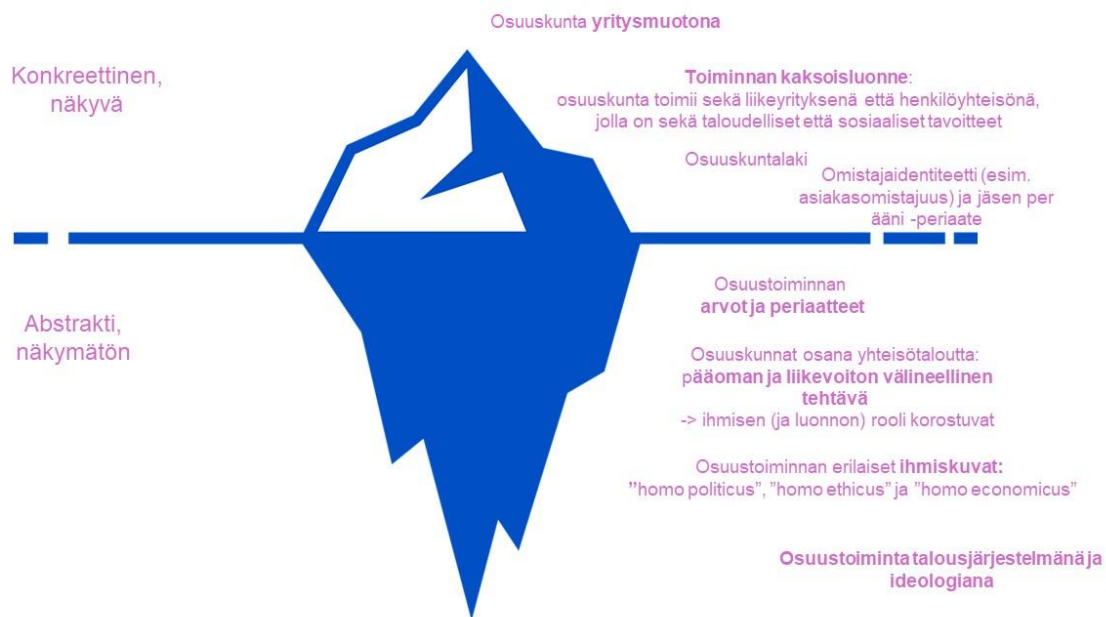 Osuuskunta yritysmuotona
Konkreettinen,
näkyvä
Toiminnan kaksoisluonne:
osuuskunta toimii sekä liikeyrityksenä että henkilöyhteisönä,
jolla on sekä taloudelliset että sosiaaliset tavoitteet
Osuuskuntalaki
Omistajaidentiteetti (esim.
asiakasomistajuus) ja jäsen per
ääni -periaate
Abstrakti,
näkymätön
Osuustoiminnan
arvot ja periaatteet
Osuuskunnat osana yhteisötaloutta:
pääoman ja liikevoiton välineellinen
tehtävä
-> ihmisen (ja luonnon) rooli korostuvat
Osuustoiminnan erilaiset ihmiskuvat:
”homo politicus”, ”homo ethicus” ja ”homo economicus”
Osuustoiminta talousjärjestelmänä ja
ideologiana